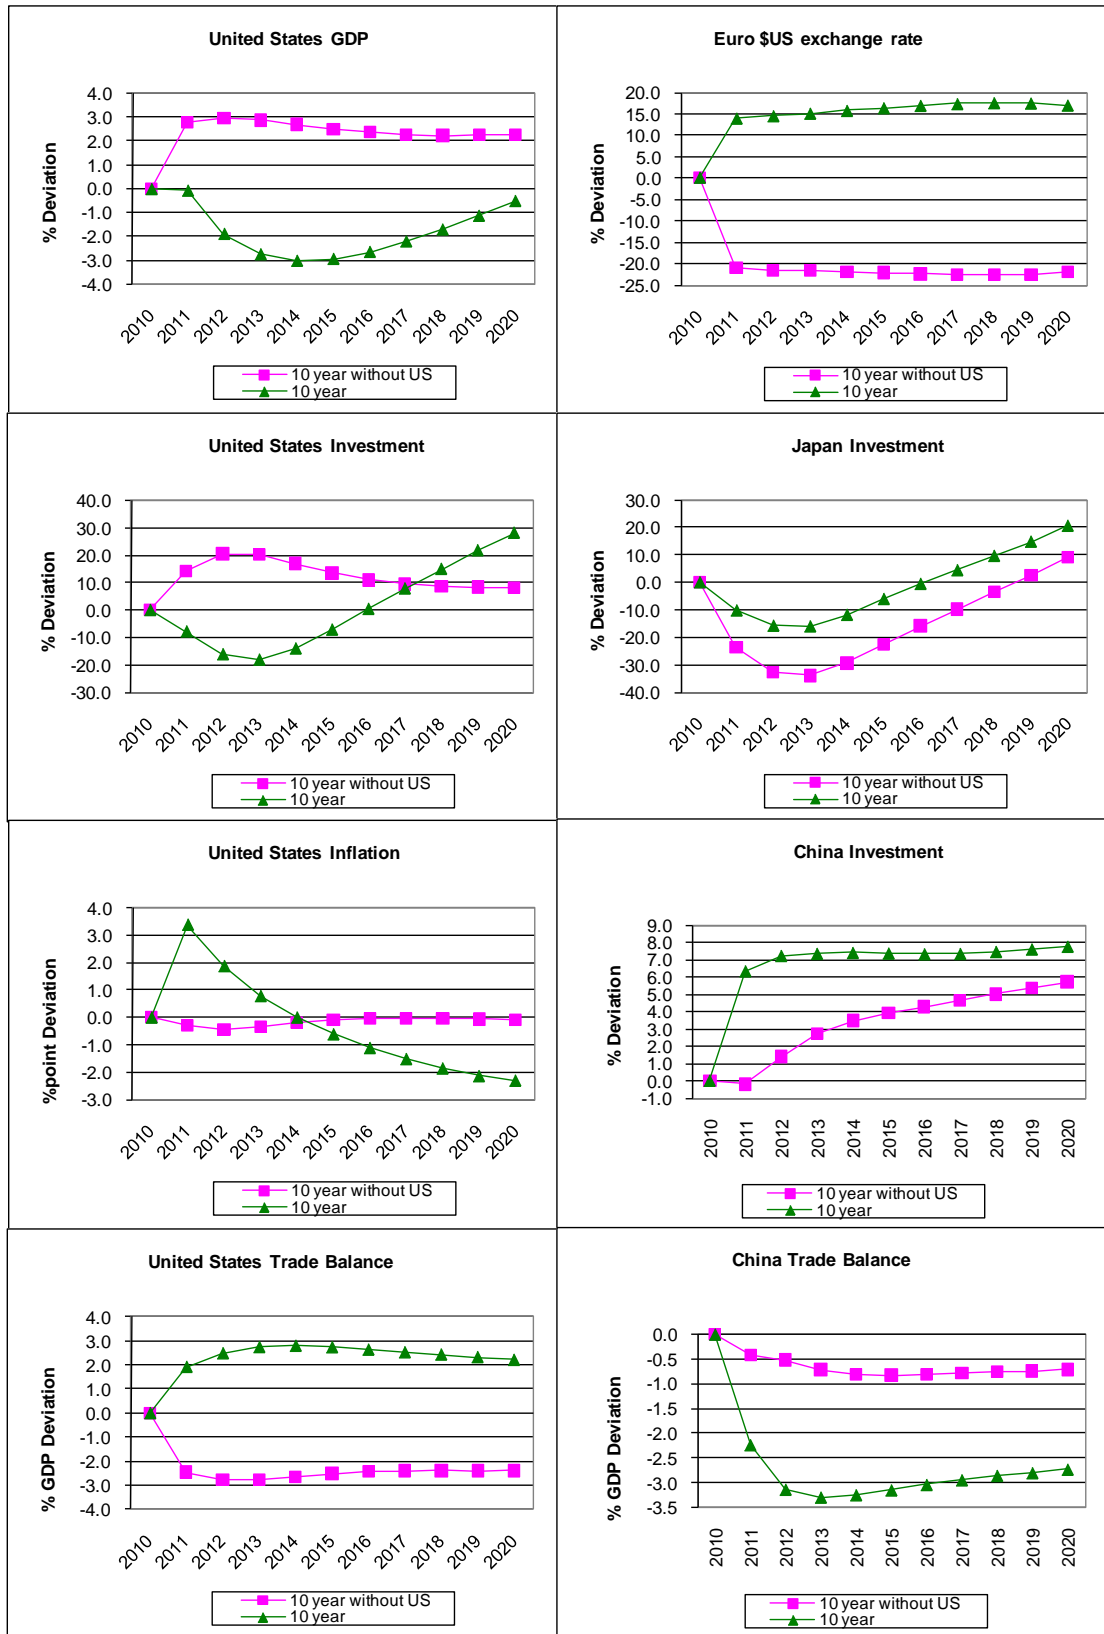 United States GDP
% Deviation
4.0
3.0
2.0
1.0
0.0
-1.0
-2.0
-3.0
-4.0
2010 2011 2012 2013 2014 2015 2016 2017 2018 2019 2020
10 year without US
10 year
Euro $US exchange rate
% Deviation
20.0
15.0
10.0
5.0
0.0
-5.0
-10.0
-15.0
-20.0
-25.0
2010 2011 2012 2013 2014 2015 2016 2017 2018 2019 2020
10 year without US
10 year
United States Investment
% Deviation
40.0
30.0
20.0
10.0
0.0
-10.0
-20.0
-30.0
2010 2011 2012 2013 2014 2015 2016 2017 2018 2019 2020
10 year without US
10 year
Japan Investment
% Deviation
30.0
20.0
10.0
0.0
-10.0
-20.0
-30.0
-40.0
2010 2011 2012 2013 2014 2015 2016 2017 2018 2019 2020
10 year without US
10 year
United States Inflation
%point Deviation
4.0
3.0
2.0
1.0
0.0
-1.0
-2.0
-3.0
2010 2011 2012 2013 2014 2015 2016 2017 2018 2019 2020
10 year without US
10 year
China Investment
% Deviation
9.0
8.0
7.0
6.0
5.0
4.0
3.0
2.0
1.0
0.0
-1.0
2010 2011 2012 2013 2014 2015 2016 2017 2018 2019 2020
10 year without US
10 year
United States Trade Balance
% GDP Deviation
4.0
3.0
2.0
1.0
0.0
-1.0
-2.0
-3.0
-4.0
2010 2011 2012 2013 2014 2015 2016 2017 2018 2019 2020
10 year without US
10 year
China Trade Balance
% GDP Deviation
0.0
-0.5
-1.0
-1.5
-2.0
-2.5
-3.0
-3.5
2010 2011 2012 2013 2014 2015 2016 2017 2018 2019 2020
10 year without US
10 year